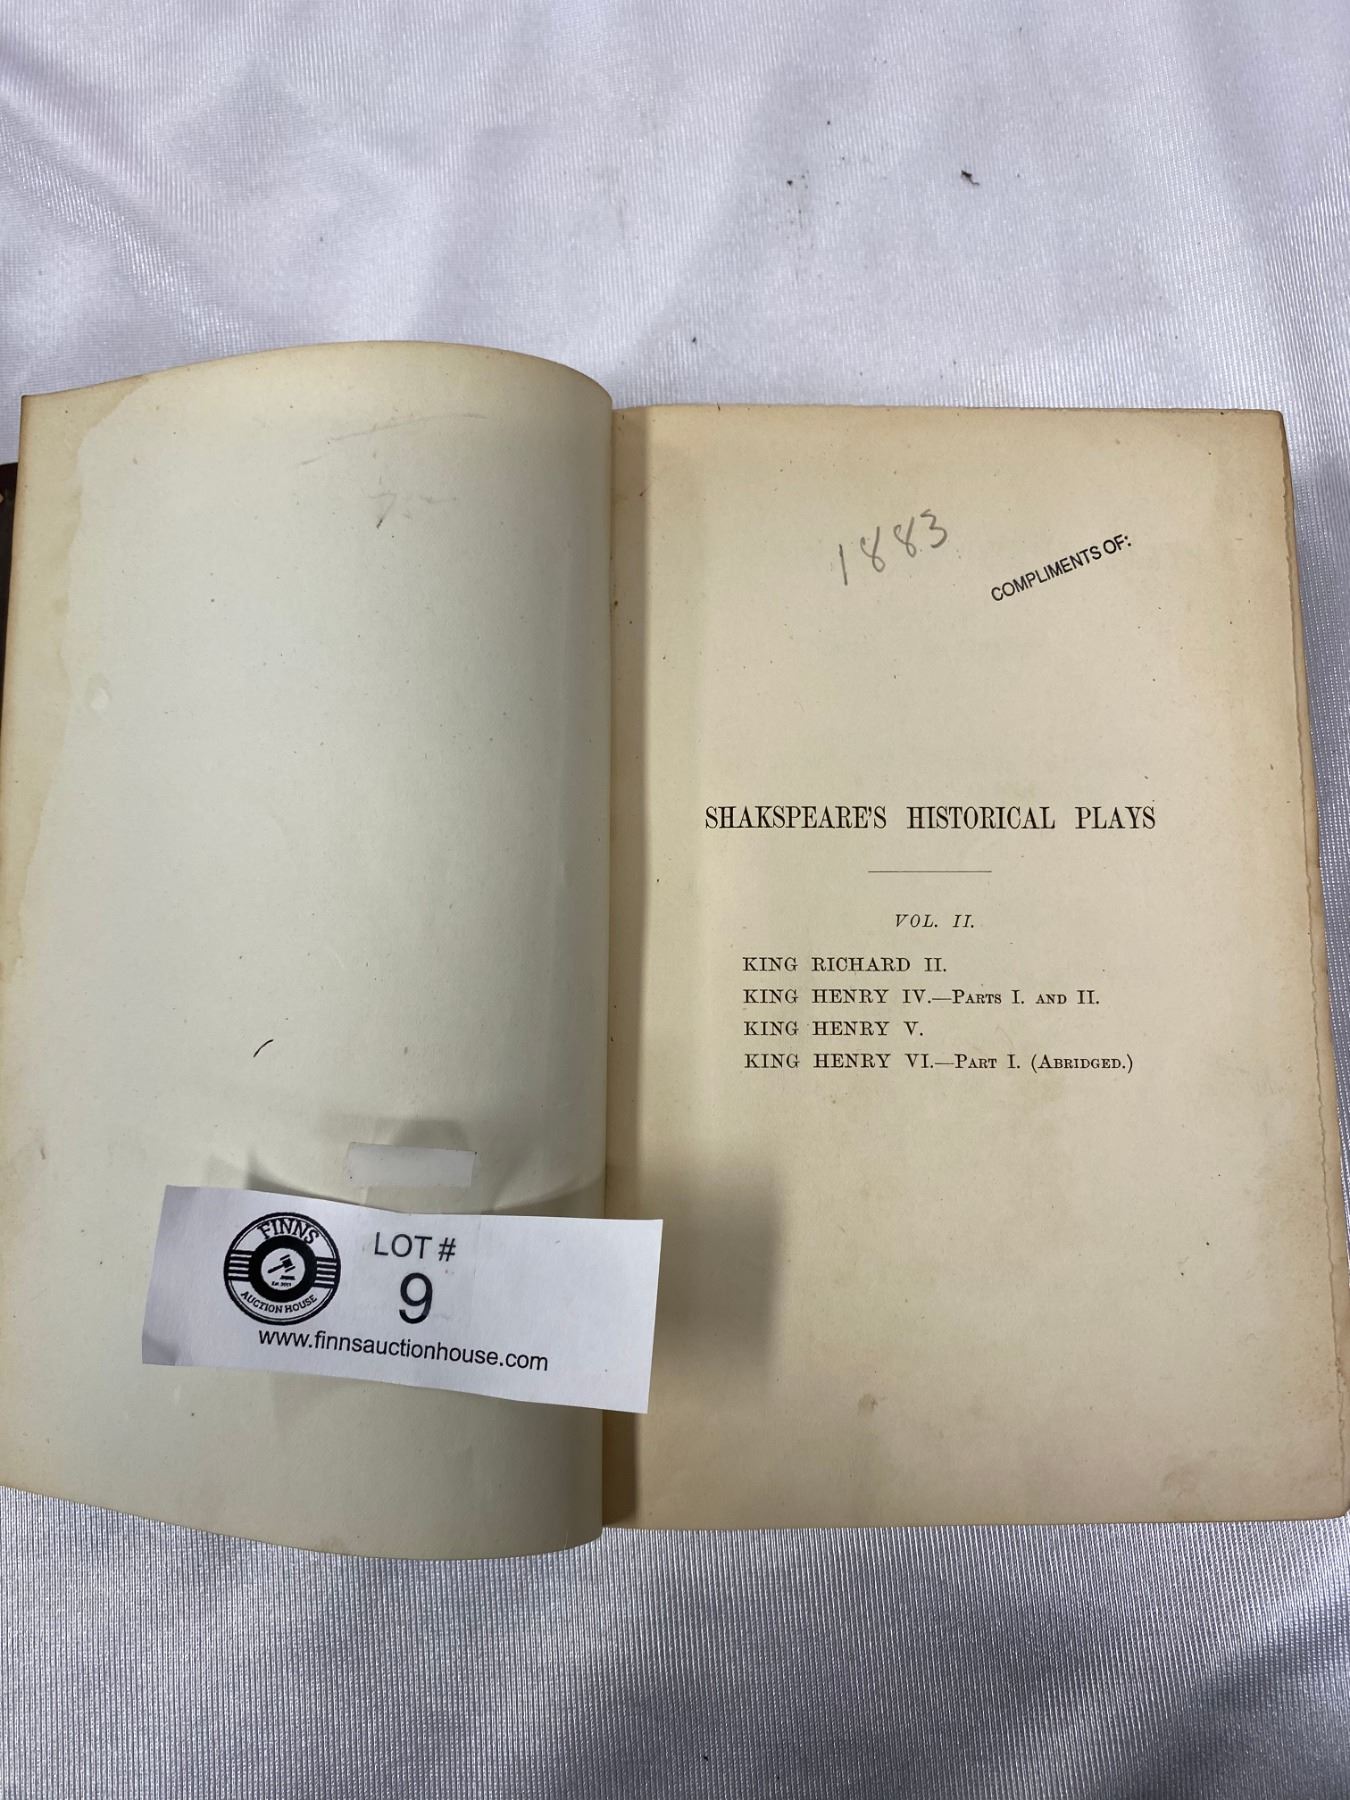 1883
COMPLIMENTS OF:
SHAKSPEARE'S HISTORICAL PLAYS
VOL. II.
KING RICHARD II.
KING HENRY IV.—PARTS I. AND II.
KING HENRY V.
KING HENRY VI.—PART I. (ABRIDGED.)
FINNS
AUCTION HOUSE
LOT #
9
www.finnsauctionhouse.com